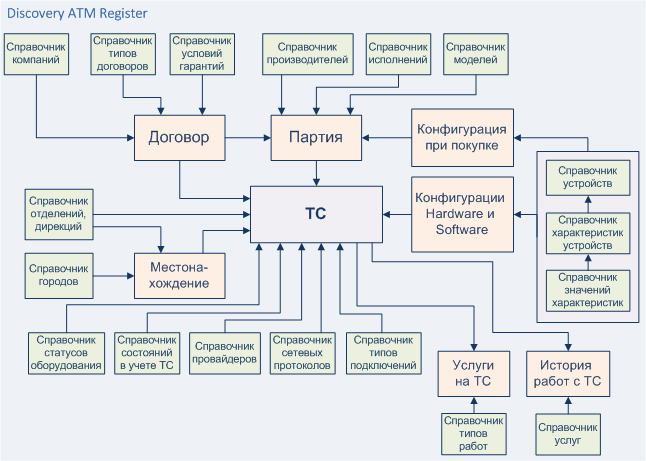 Discovery ATM Register
Справочник
компаний
Справочник
типов
договоров
Справочник
условий
гарантий
Справочник
производителей
Справочник
исполнений
Справочник
моделей
Договор
Партия
Конфигурация
при покупке
Справочник
устройств
Справочник
характеристик
устройств
Справочник
значений
характеристик
Справочник
отделений,
дирекций
ТС
Конфигурации
Hardware и
Software
Справочник
городов
Местона-
хождение
Справочник
статусов
оборудования
Справочник
состояний
в учете ТС
Справочник
провайдеров
Справочник
сетевых
протоколов
Справочник
типов
подключений
Услуги
на ТС
История
работ с ТС
Справочник
типов
работ
Справочник
услуг